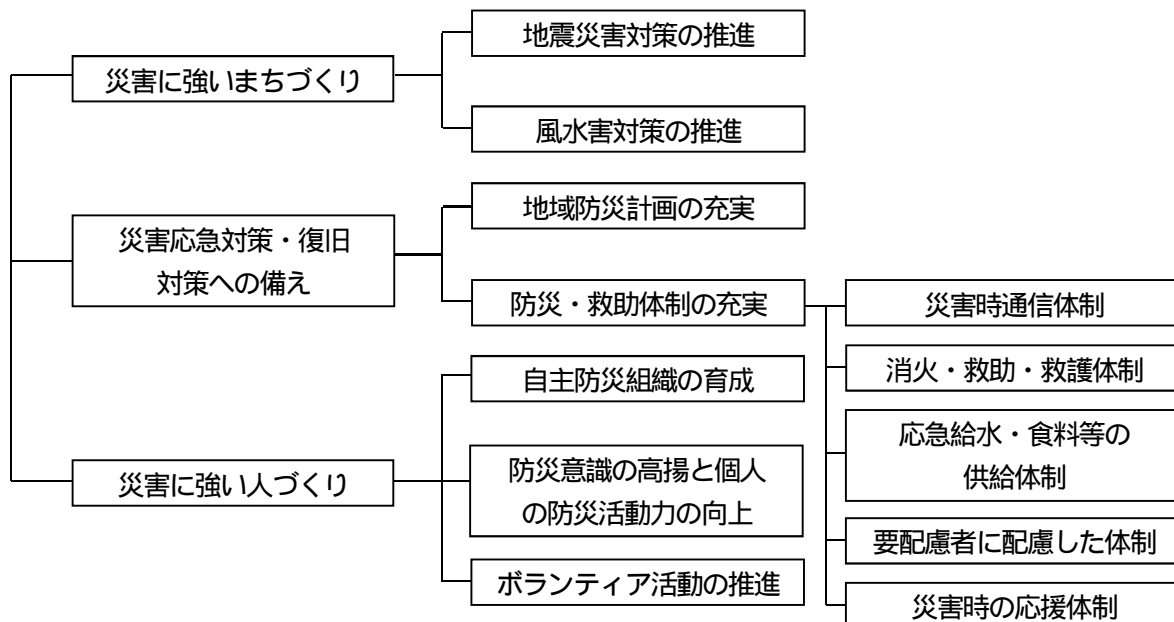 災害に強いまちづくり
地震災害対策の推進
風水害対策の推進
災害応急対策・復旧
対策への備え
地域防災計画の充実
防災・救助体制の充実
災害時通信体制
消火・救助・救護体制
応急給水・食料等の
供給体制
要配慮者に配慮した体制
災害時の応援体制
災害に強い人づくり
自主防災組織の育成
防災意識の高揚と個人
の防災活動力の向上
ボランティア活動の推進